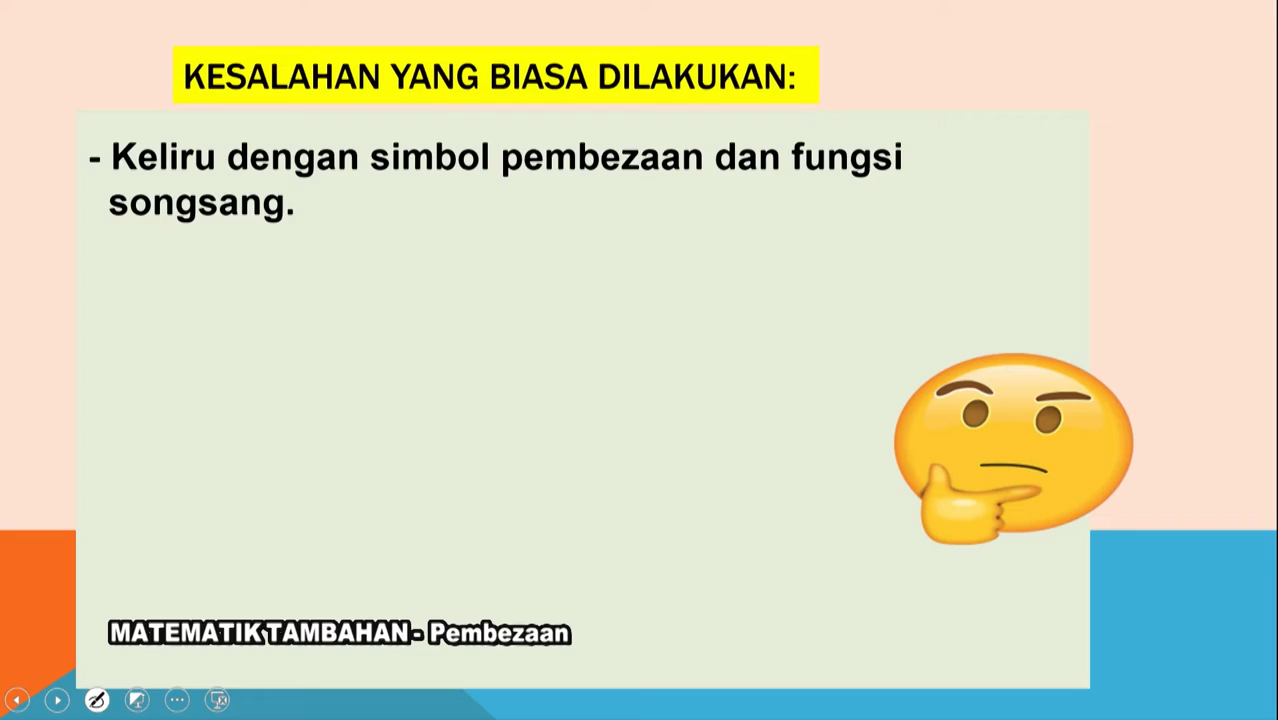 KESALAHAN YANG BIASA DILAKUKAN:
- Keliru dengan simbol pembezaan dan fungsi
songsang.
MATEMATIK TAMBAHAN - Pembezaan